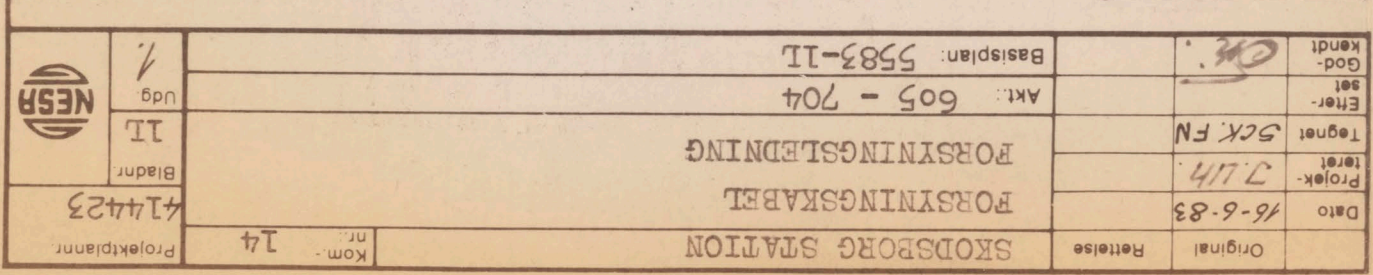 Original Rettelse SKODSBORG STATION Kom.- nr. 14 Projektplannr.
Dato 16-6-83 FORSYNINGSKABEL 414423
Projek-
teret FORSYNINGSLEDNING Bladnr.
Tegnet SCK. FN 11
Efter-
set Akt.: 605 - 704 Udg. NESA
God-
kendt Basisplan: 5583-11 1.